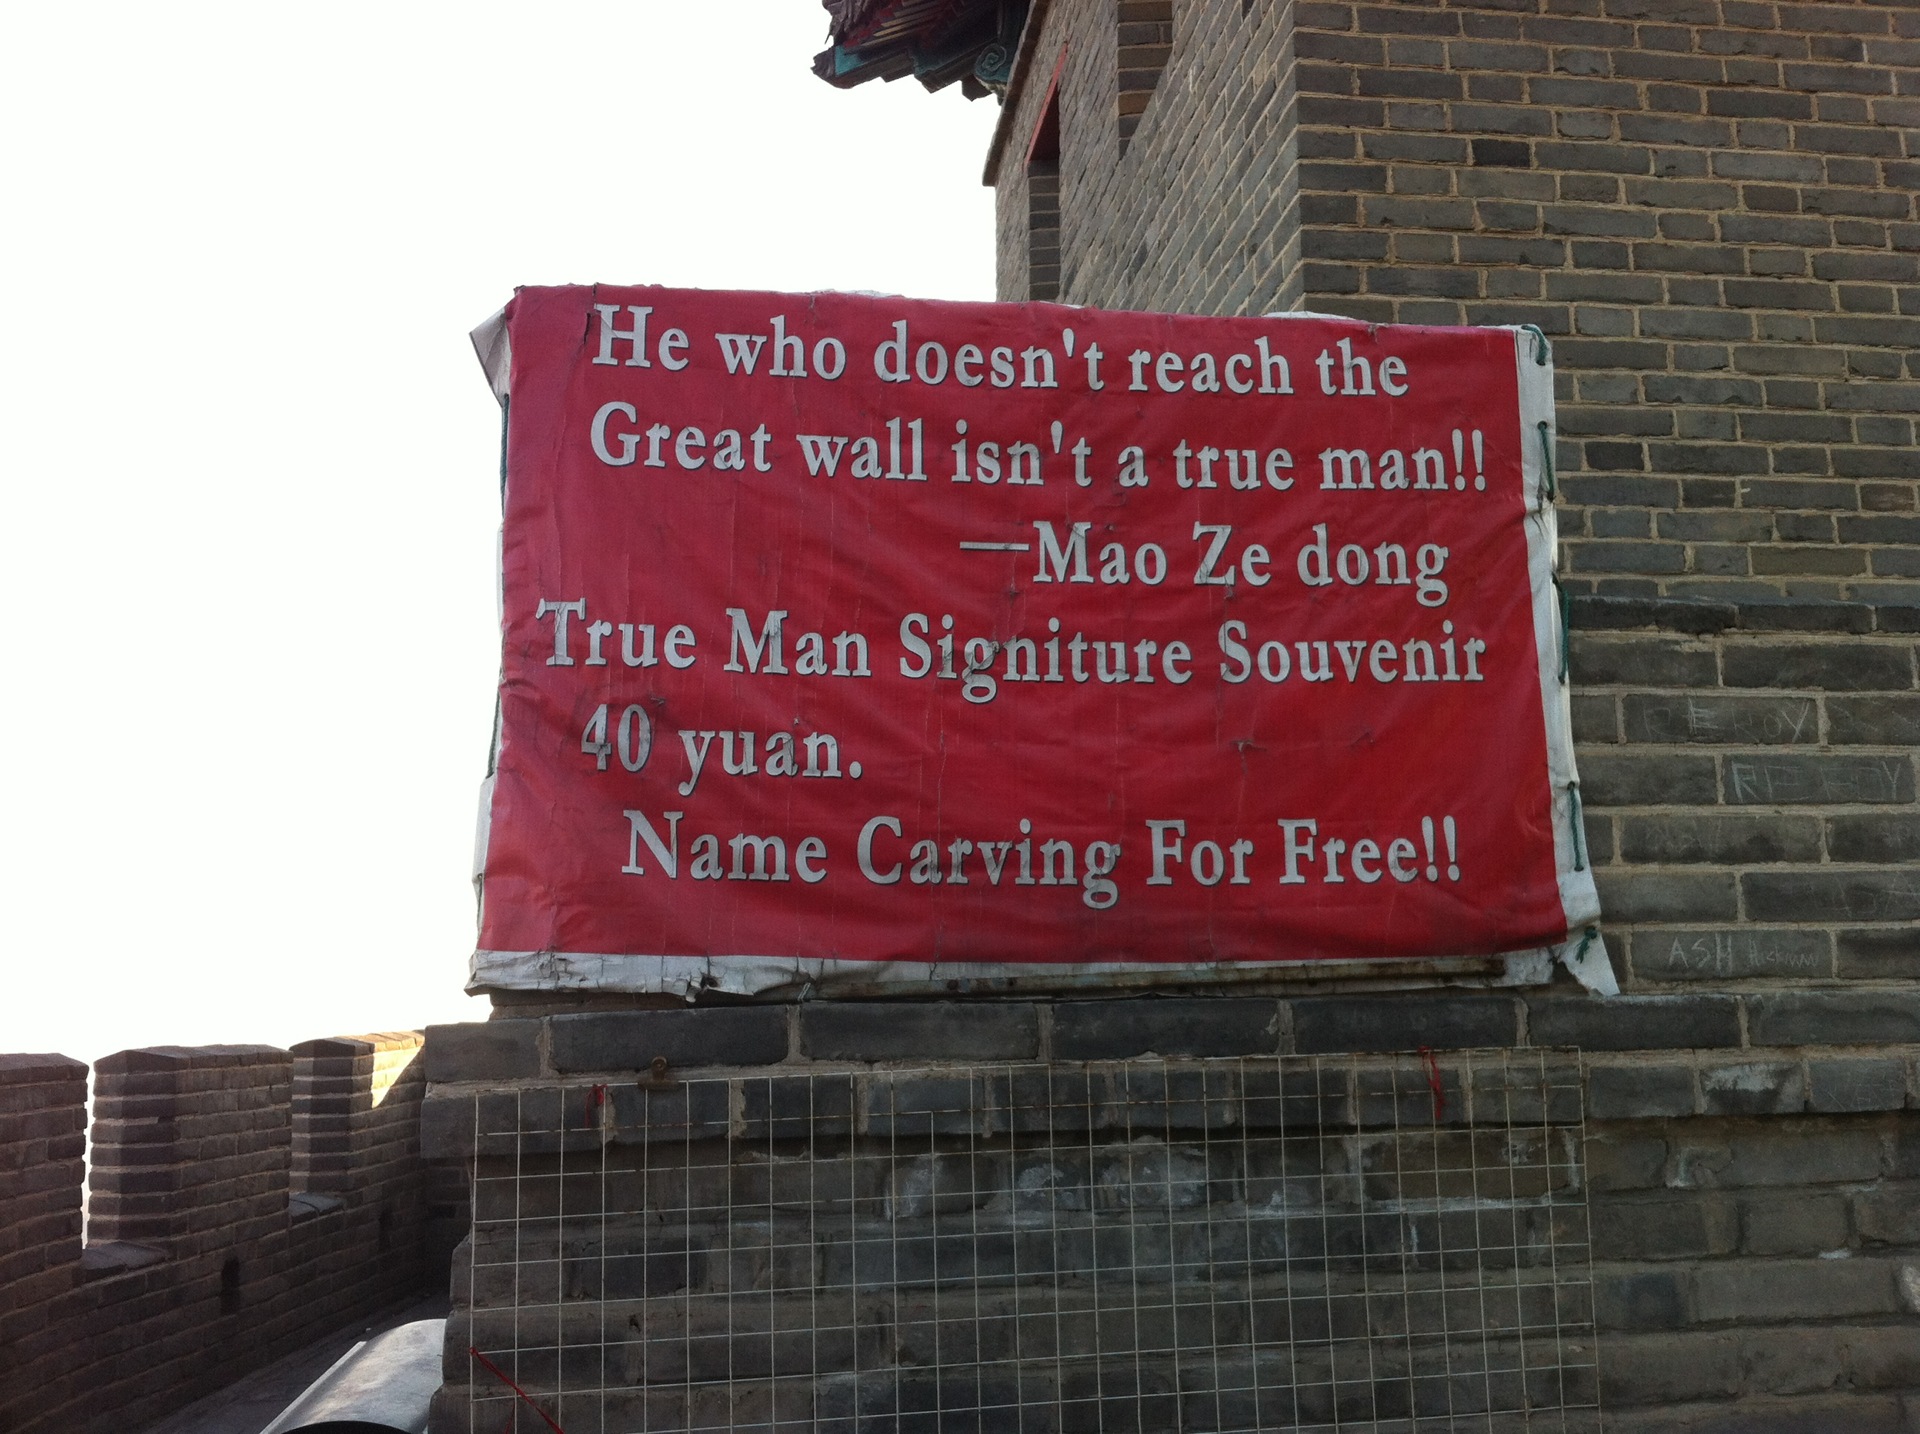 He who doesn't reach the
Great wall isn't a true man!!
—Mao Ze dong
True Man Signiture Souvenir
40 yuan.
Name Carving For Free!!
ASH